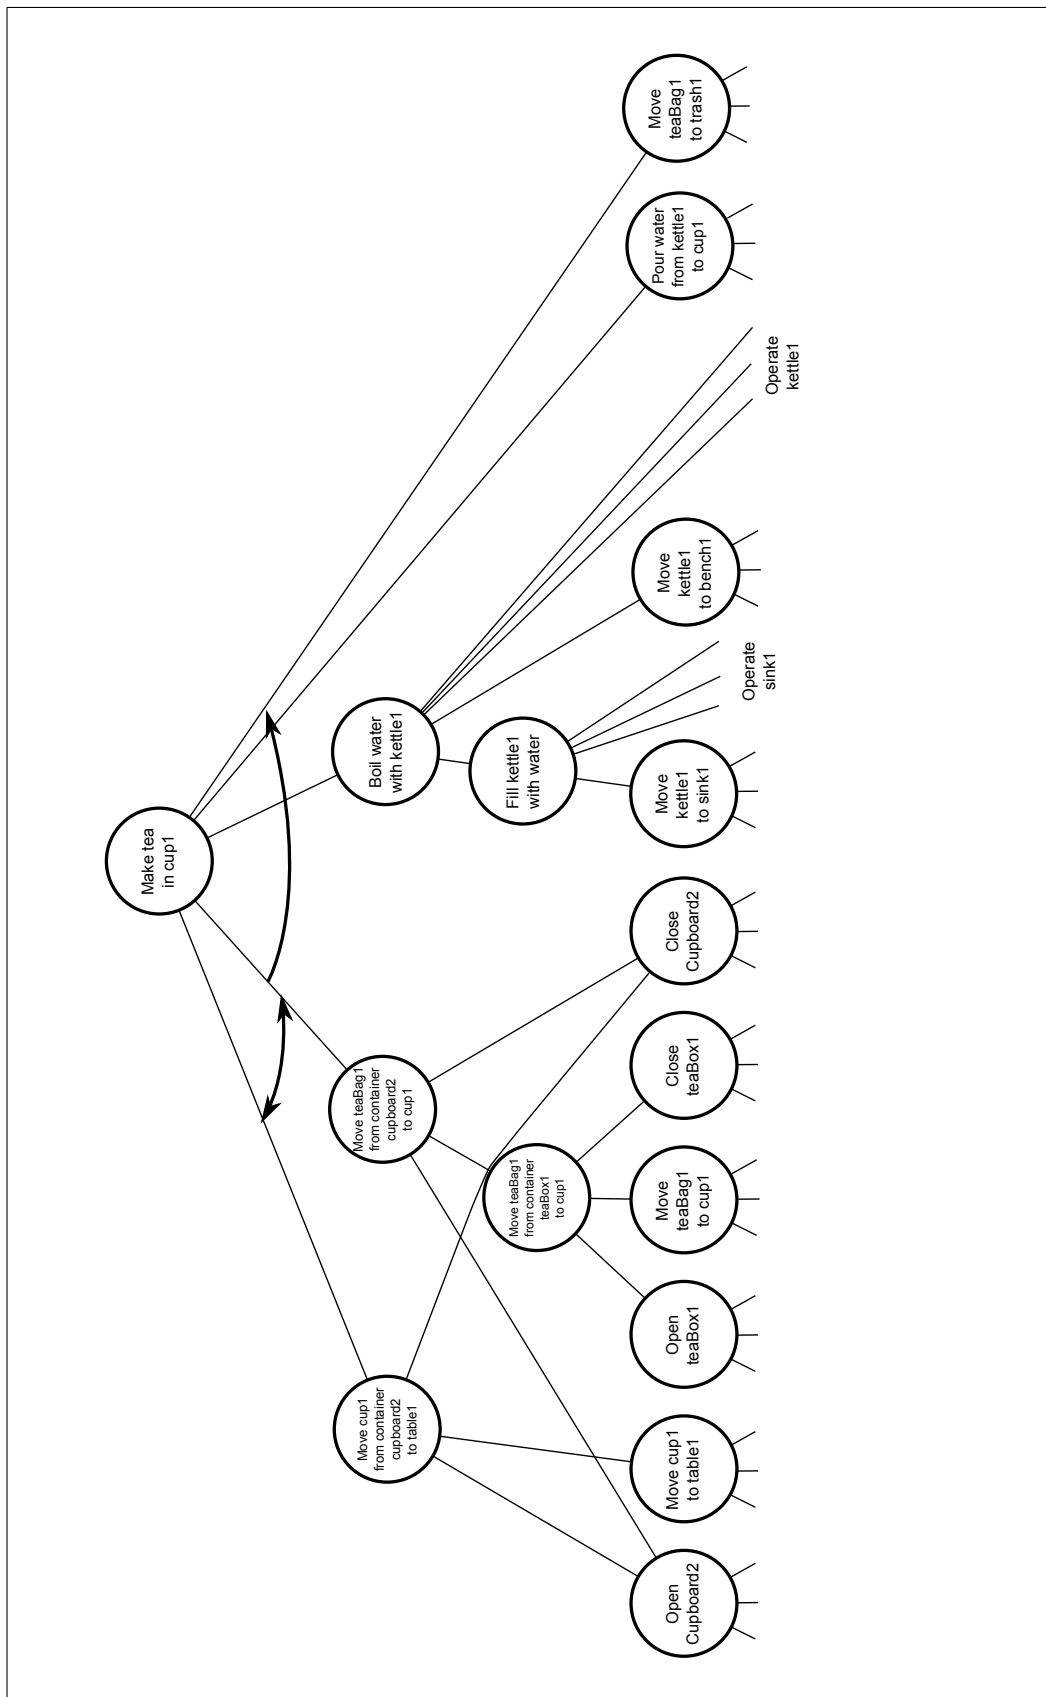 Make tea
in cup1
Move cup1
from container
cupboard2
to table1
Move teaBag1
from container
cupboard2
to cup1
Boil water
with kettle1
Move teaBag1
from container
teaBox1
to cup1
Fill kettle1
with water
Open
Cupboard2
Move cup1
to table1
Open
teaBox1
Move
teaBag1
to cup1
Close
teaBox1
Close
Cupboard2
Move
kettle1
to sink1
Operate
sink1
Move
kettle1
to bench1
Operate
kettle1
Pour water
from kettle1
to cup1
Move
teaBag1
to trash1